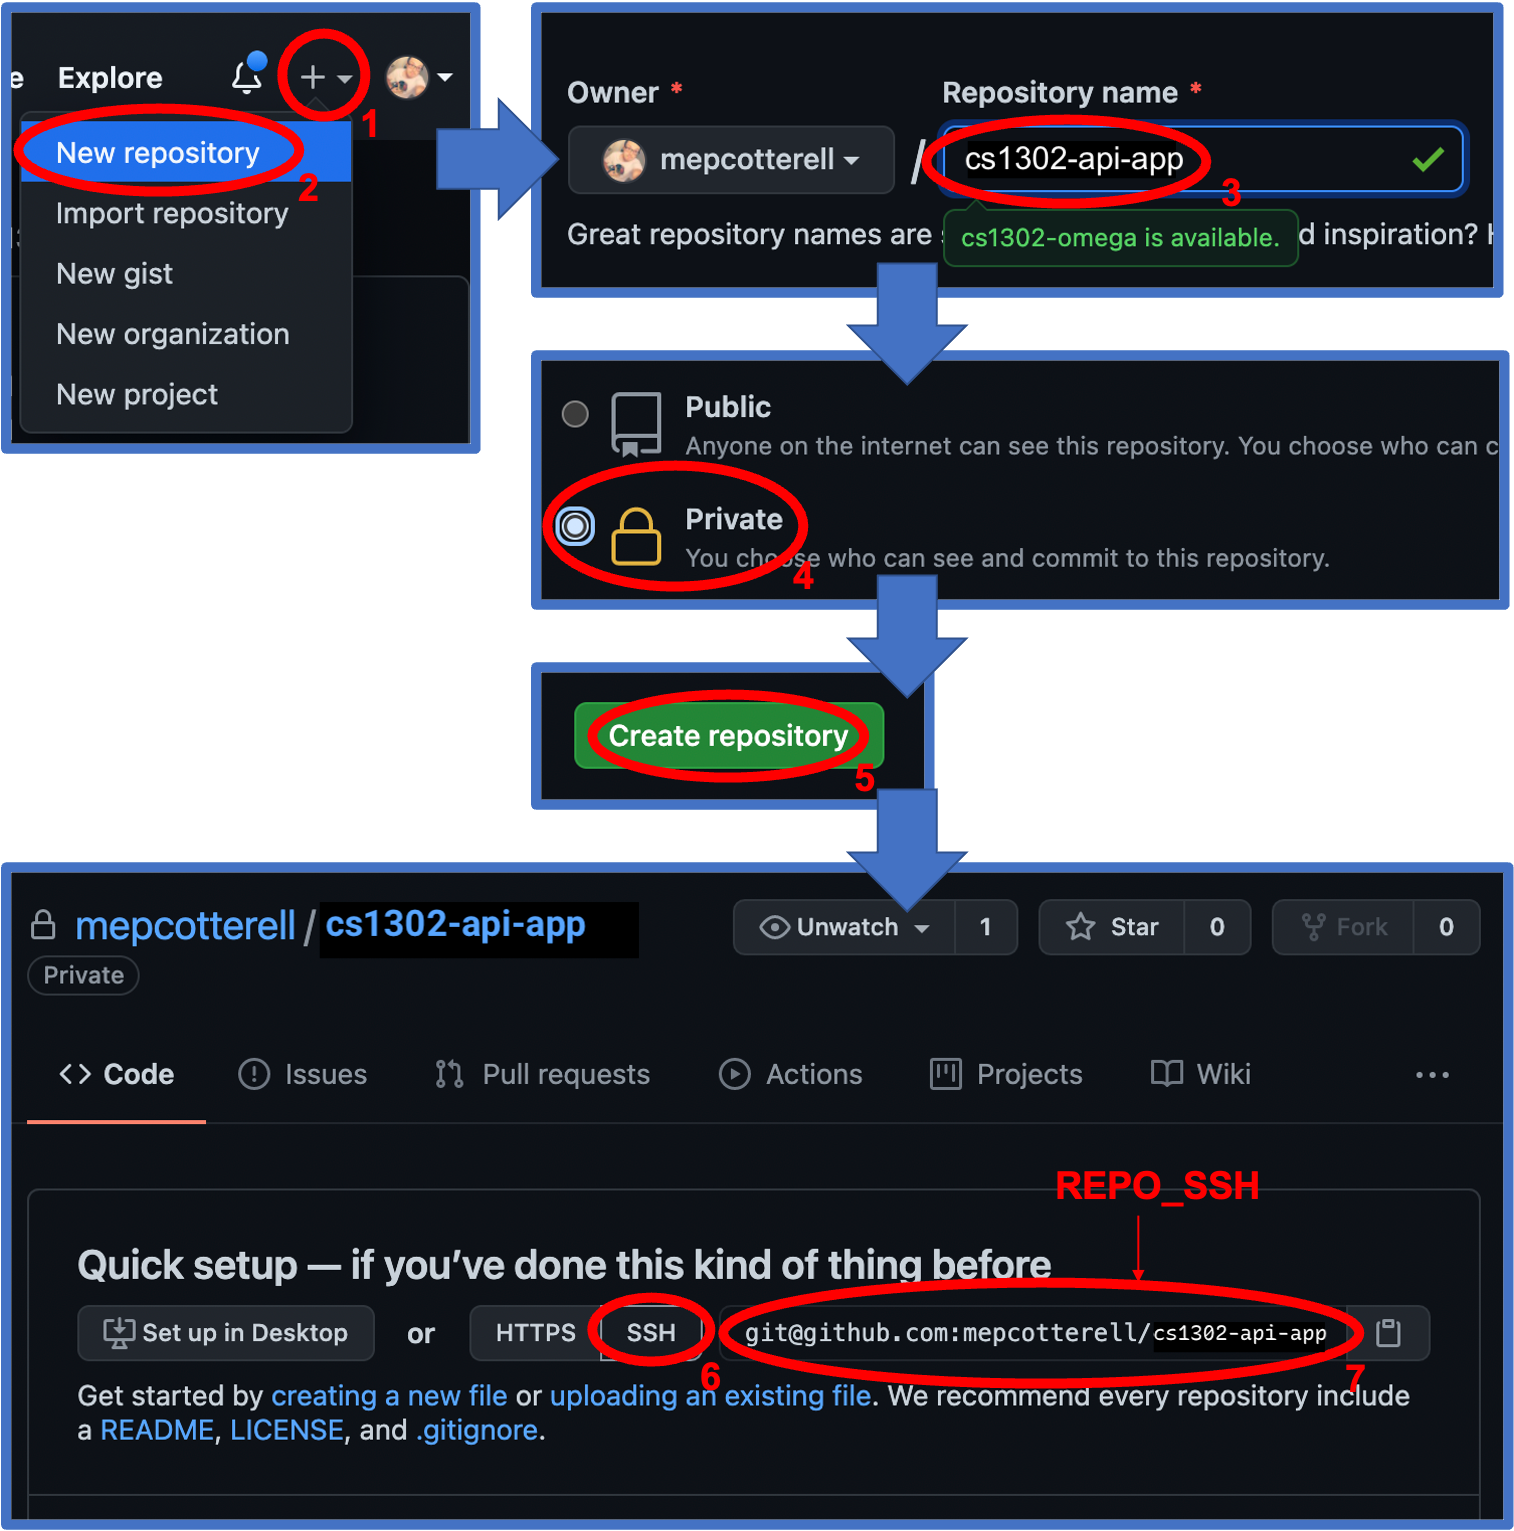 e Explore
1
New repository
2
Import repository
New gist
New organization
New project
Owner *
Repository name *
mepcotterell
/
cs1302-api-app
3
Great repository names are
cs1302-omega is available.
d inspiration?
Public
Anyone on the internet can see this repository. You choose who can c
Private
You choose who can see and commit to this repository.
4
Create repository
5
mepcotterell / cs1302-api-app
Unwatch 1
Star 0
Fork 0
Private
Code Issues Pull requests Actions Projects Wiki ...
REPO_SSH
Quick setup — if you’ve done this kind of thing before
Set up in Desktop or HTTPS SSH git@github.com:mepcotterell/cs1302-api-app
6
7
Get started by creating a new file or uploading an existing file. We recommend every repository include
a README, LICENSE, and .gitignore.